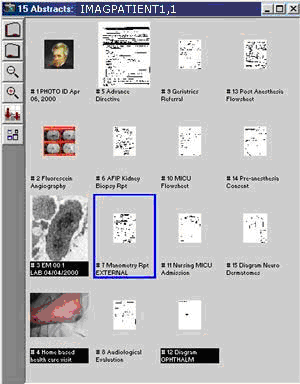 15 Abstracts: IMAGPATIENT1,1
# 1 PHOTO ID Apr
06, 2000
# 5 Advance
Directive
# 9 Geriatrics
Referral
# 13 Post Anesthesia
Flowsheet
# 2 Fluorescein
Angiography
# 6 AFIP Kidney
Biopsy Rpt
# 10 MICU
Flowsheet
# 14 Pre-anesthesia
Consent
# 3 EM 00 1
LAB 04/04/2000
# 7 Manometry Rpt
EXTERNAL
# 11 Nursing MICU
Admission
# 15 Diagram Neuro
Dermatomes
# 4 Home based
health care visit
# 8 Audiological
Evaluation
# 12 Diagram
OPHTHALM